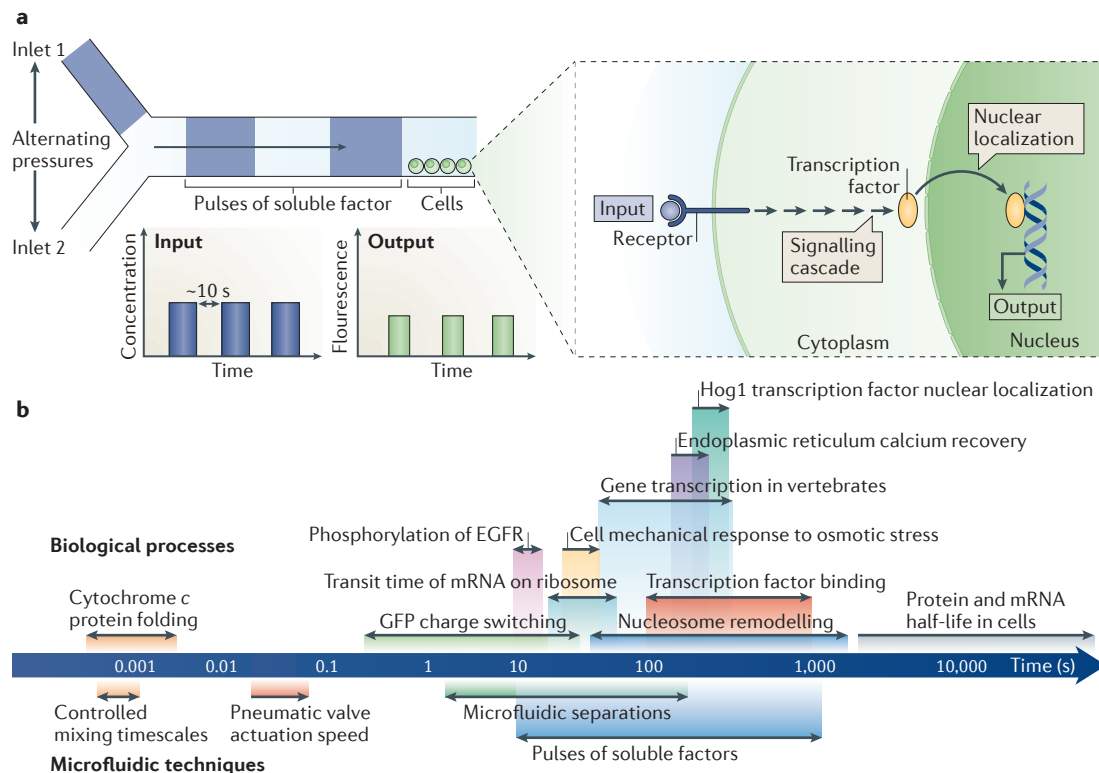 a
Inlet 1
Alternating
pressures
Inlet 2
Pulses of soluble factor
Cells
Input
Concentration
~10 s
Time
Output
Flourescence
Time
Input
Receptor
Signalling
cascade
Transcription
factor
Nuclear
localization
Output
Cytoplasm
Nucleus
b
Hog1 transcription factor nuclear localization
Endoplasmic reticulum calcium recovery
Gene transcription in vertebrates
Phosphorylation of EGFR
Cell mechanical response to osmotic stress
Biological processes
Transit time of mRNA on ribosome
Transcription factor binding
Cytochrome c
protein folding
GFP charge switching
Nucleosome remodelling
Protein and mRNA
half-life in cells
0.001 0.01 0.1 1 10 100 1,000 10,000 Time (s)
Controlled
mixing timescales
Pneumatic valve
actuation speed
Microfluidic separations
Pulses of soluble factors
Microfluidic techniques